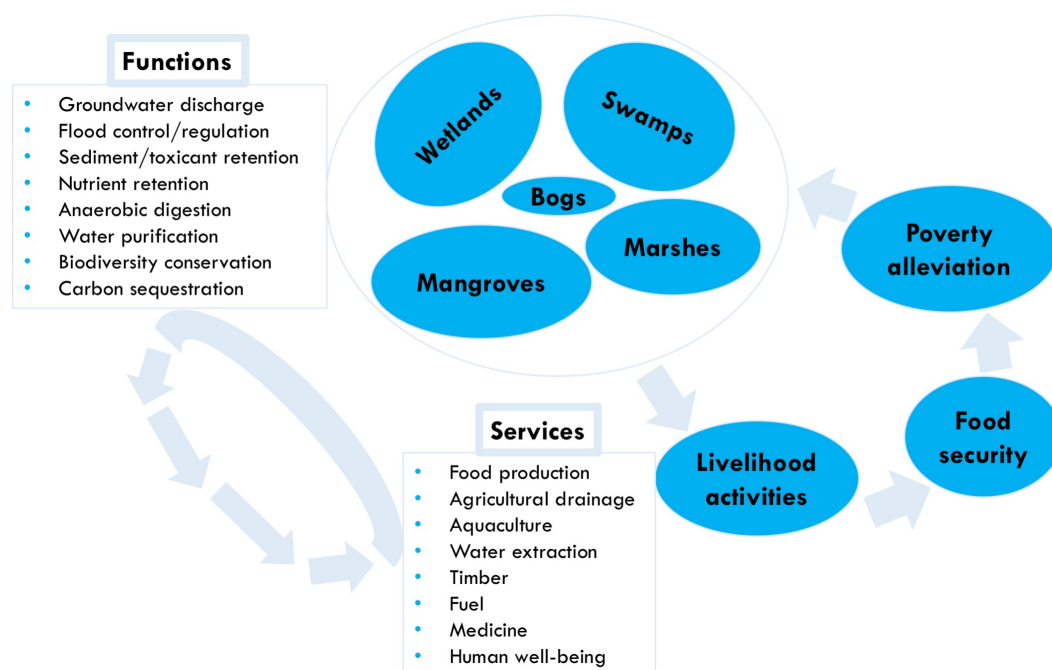 Functions
Groundwater discharge
Flood control/regulation
Sediment/toxicant retention
Nutrient retention
Anaerobic digestion
Water purification
Biodiversity conservation
Carbon sequestration
Wetlands
Swamps
Bogs
Mangroves
Marshes
Poverty
alleviation
Food
security
Livelihood
activities
Services
Food production
Agricultural drainage
Aquaculture
Water extraction
Timber
Fuel
Medicine
Human well-being